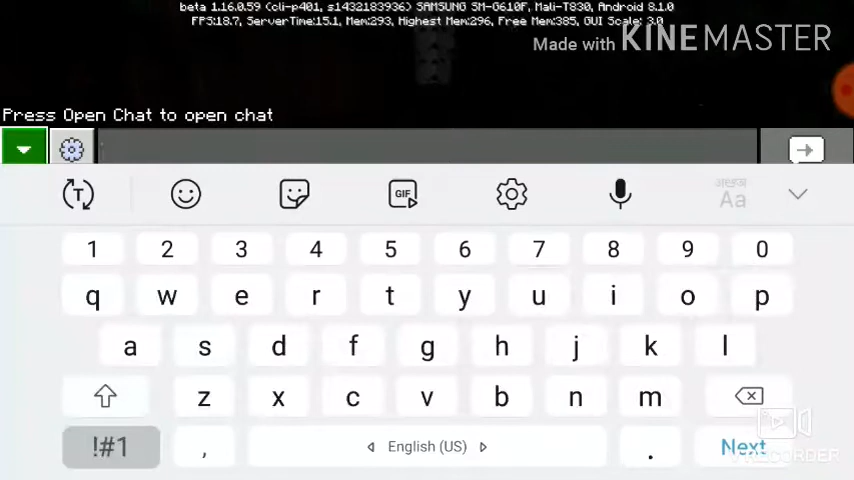 beta 1.16.0.59 (cli-p401, s1432183936) SAMSUNG SM-G610F, Mali-T830, Android 8.1.0
FPS:18.7, ServerTime:15.1, Mem:293, Highest Mem:296, Free Mem:385, GUI Scale: 3.0
Made with KINEMASTER
Press Open Chat to open chat
T GIF Aa
1 2 3 4 5 6 7 8 9 0
q w e r t y u i o p
a s d f g h j k l
z x c v b n m
!#1 , English (US) . Next